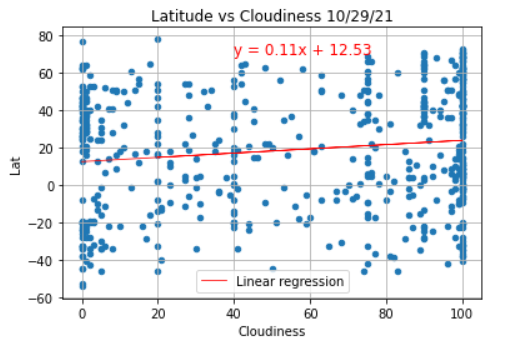 Latitude vs Cloudiness 10/29/21
y = 0.11x + 12.53
80
60
40
20
0
−20
−40
−60
Lat
Linear regression
0 20 40 60 80 100
Cloudiness